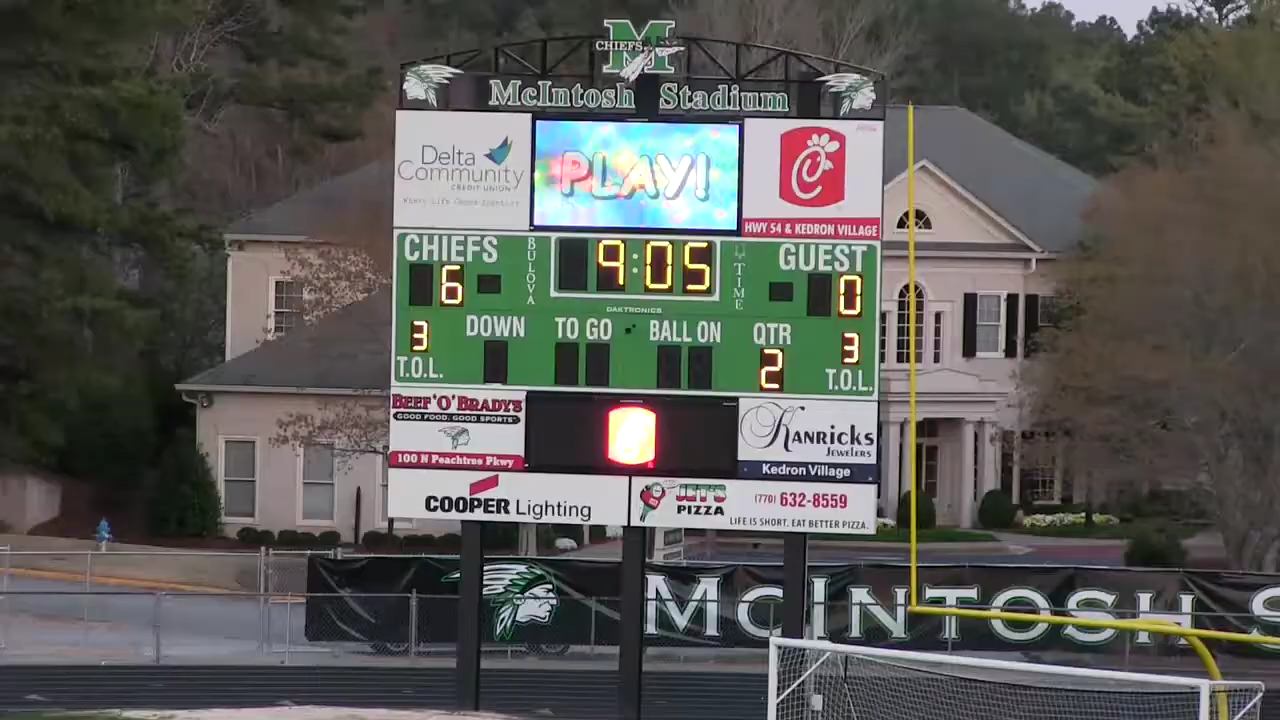 M
CHIEFS
McIntosh Stadium
Delta
Community
CREDIT UNION
PLAY!
HWY 54 & KEDRON VILLAGE
CHIEFS
BULOVA
9:05
TIME
GUEST
6
0
DAKTRONICS
DOWN TO GO BALL ON QTR
3
2
3
T.O.L.
T.O.L.
BEEF 'O' BRADY'S
GOOD FOOD. GOOD SPORTS
100 N Peachtree Pkwy
KANRICKS
JEWELERS
Kedron Village
COOPER Lighting
JET'S
PIZZA
(770) 632-8559
LIFE IS SHORT. EAT BETTER PIZZA.
MCINTOSH S